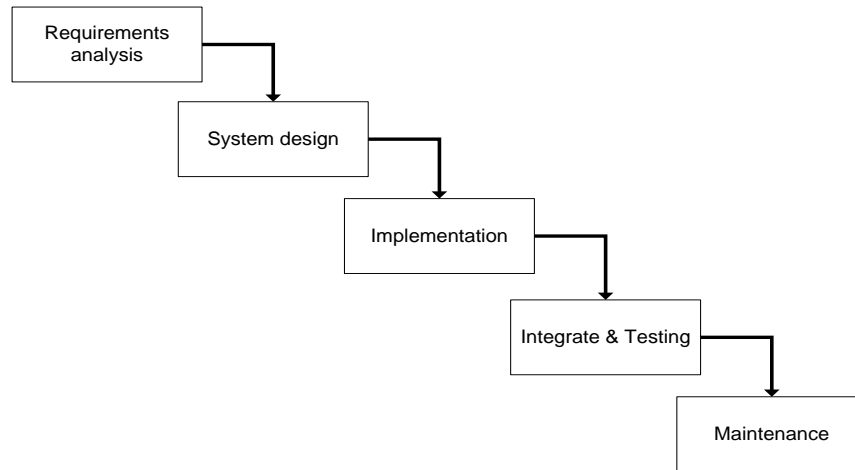 Requirements
analysis
System design
Implementation
Integrate & Testing
Maintenance